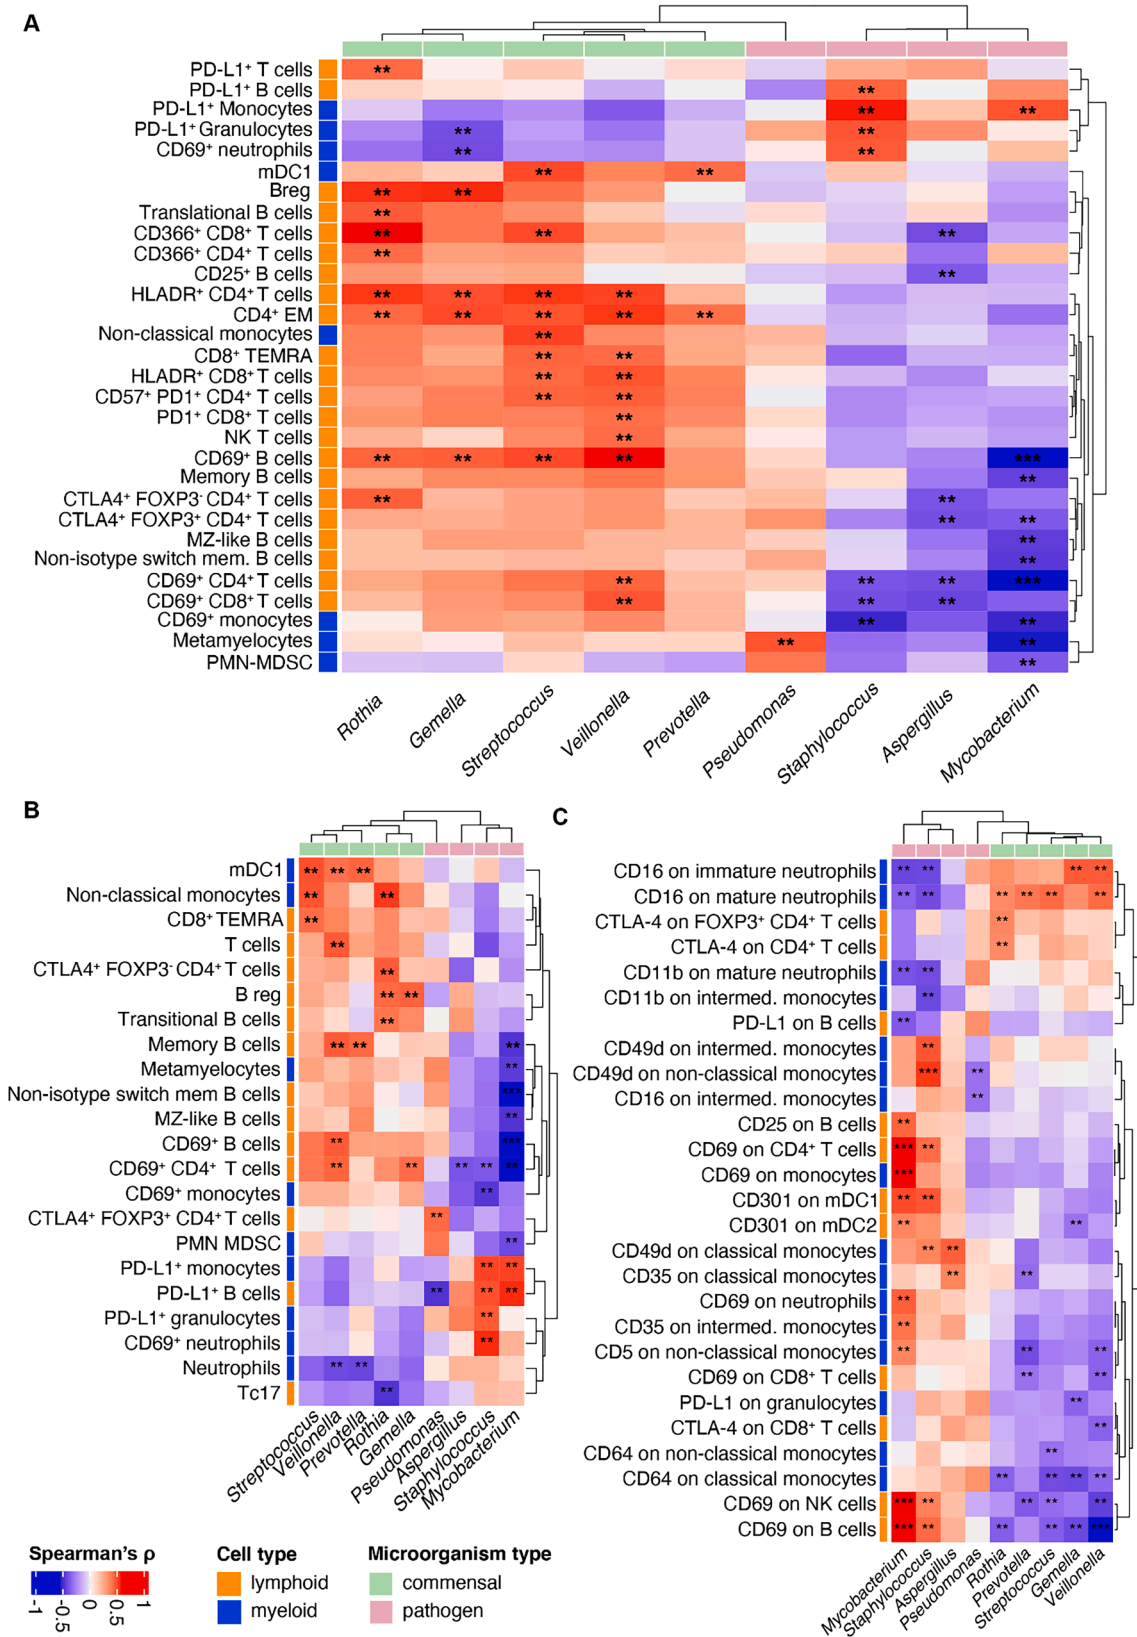 A
PD-L1⁺ T cells
PD-L1⁺ B cells
PD-L1⁺ Monocytes
PD-L1⁺ Granulocytes
CD69⁺ neutrophils
mDC1
Breg
Translational B cells
CD366⁺ CD8⁺ T cells
CD366⁺ CD4⁺ T cells
CD25⁺ B cells
HLADR⁺ CD4⁺ T cells
CD4⁺ EM
Non-classical monocytes
CD8⁺ TEMRA
HLADR⁺ CD8⁺ T cells
CD57⁺ PD1⁺ CD4⁺ T cells
PD1⁺ CD8⁺ T cells
NK T cells
CD69⁺ B cells
Memory B cells
CTLA4⁺ FOXP3⁻ CD4⁺ T cells
CTLA4⁺ FOXP3⁺ CD4⁺ T cells
MZ-like B cells
Non-isotype switch mem. B cells
CD69⁺ CD4⁺ T cells
CD69⁺ CD8⁺ T cells
CD69⁺ monocytes
Metamyelocytes
PMN-MDSC
Rothia
Gemella
Streptococcus
Veillonella
Prevotella
Pseudomonas
Staphylococcus
Aspergillus
Mycobacterium
B
mDC1
Non-classical monocytes
CD8⁺ TEMRA
T cells
CTLA4⁺ FOXP3⁻ CD4⁺ T cells
B reg
Transitional B cells
Memory B cells
Metamyelocytes
Non-isotype switch mem B cells
MZ-like B cells
CD69⁺ B cells
CD69⁺ CD4⁺ T cells
CD69⁺ monocytes
CTLA4⁺ FOXP3⁺ CD4⁺ T cells
PMN MDSC
PD-L1⁺ monocytes
PD-L1⁺ B cells
PD-L1⁺ granulocytes
CD69⁺ neutrophils
Neutrophils
Tc17
Streptococcus
Veillonella
Prevotella
Rothia
Gemella
Pseudomonas
Aspergillus
Staphylococcus
Mycobacterium
C
CD16 on immature neutrophils
CD16 on mature neutrophils
CTLA-4 on FOXP3⁺ CD4⁺ T cells
CTLA-4 on CD4⁺ T cells
CD11b on mature neutrophils
CD11b on intermed. monocytes
PD-L1 on B cells
CD49d on intermed. monocytes
CD49d on non-classical monocytes
CD16 on intermed. monocytes
CD25 on B cells
CD69 on CD4⁺ T cells
CD69 on monocytes
CD301 on mDC1
CD301 on mDC2
CD49d on classical monocytes
CD35 on classical monocytes
CD69 on neutrophils
CD35 on intermed. monocytes
CD5 on non-classical monocytes
CD69 on CD8⁺ T cells
PD-L1 on granulocytes
CTLA-4 on CD8⁺ T cells
CD64 on non-classical monocytes
CD64 on classical monocytes
CD69 on NK cells
CD69 on B cells
Mycobacterium
Staphylococcus
Aspergillus
Pseudomonas
Rothia
Prevotella
Streptococcus
Gemella
Veillonella
Spearman's ρ
-1
-0.5
0
0.5
1
Cell type
lymphoid
myeloid
Microorganism type
commensal
pathogen